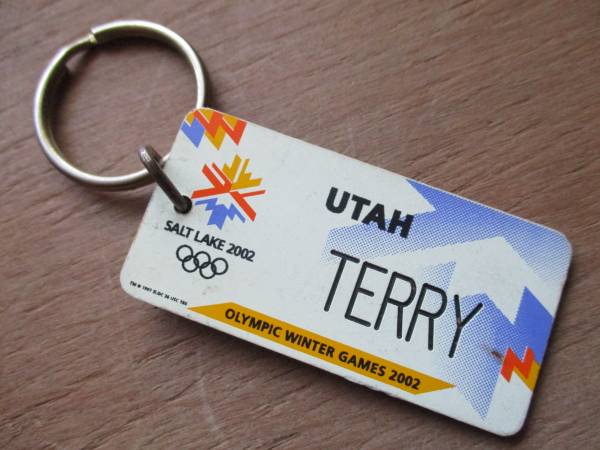 UTAH
TERRY
SALT LAKE 2002
OLYMPIC WINTER GAMES 2002